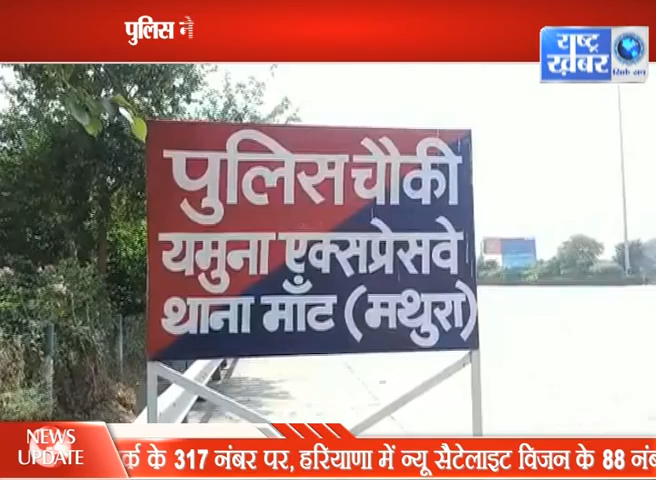 पुलिस ने
राष्ट्र
ख़बर
सिर्फ़ सच
पुलिस चौकी
यमुना एक्सप्रेसवे
थाना माँट (मथुरा)
NEWS
UPDATE
र्क के 317 नंबर पर, हरियाणा में न्यू सैटेलाइट विजन के 88 नंब